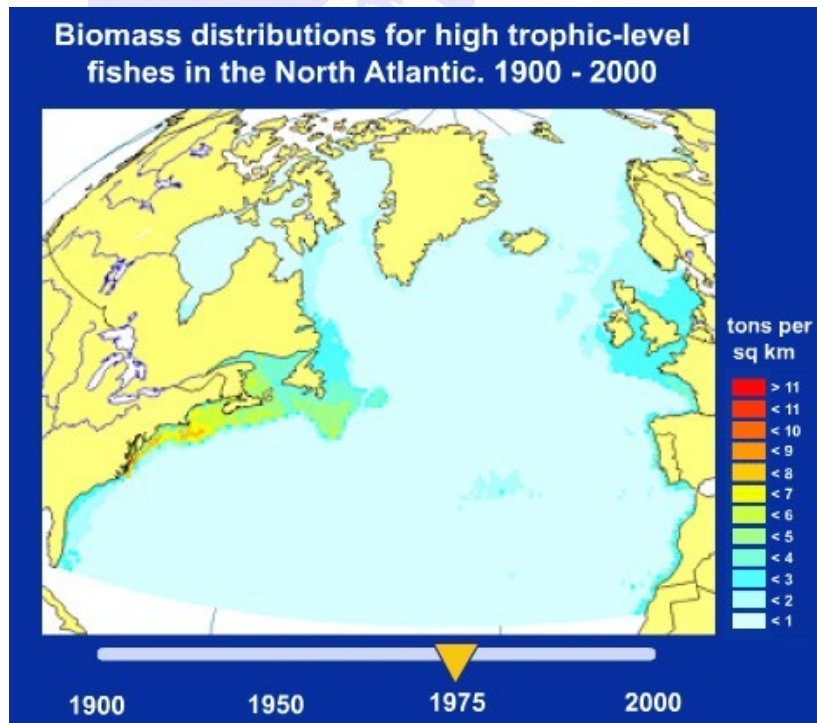 Biomass distributions for high trophic-level
fishes in the North Atlantic. 1900 - 2000
tons per
sq km
> 11
< 11
< 10
< 9
< 8
< 7
< 6
< 5
< 4
< 3
< 2
< 1
1900 1950 1975 2000